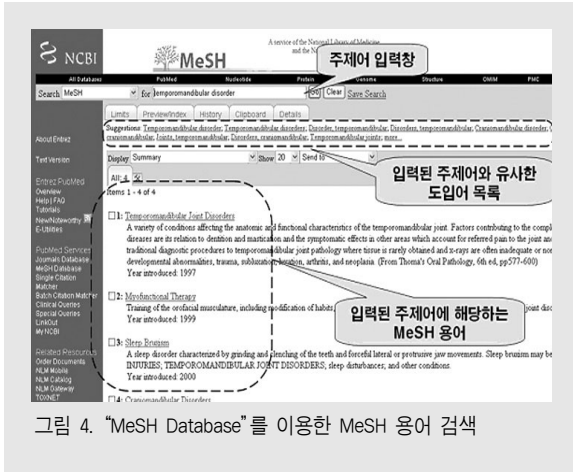 NCBI
MeSH
A service of the National Library of Medicine
and the
주제어 입력창
All Databases PubMed Nucleotide Protein Genome Structure OMIM PMC
Search MeSH for temporomandibular disorder Go Clear Save Search
Limits Preview/Index History Clipboard Details
Suggestions: Temporomandibular disorder; Temporomandibular disorders; Disorder, temporomandibular; Disorders, temporomandibular; Craniomandibular disorder;
craniomandibular; Joints, temporomandibular; Disorders, craniomandibular; Temporomandibular joints; more...
About Entrez
Text Version
Display Summary Show 20 Send to
입력된 주제어와 유사한
도입어 목록
All: 4
Items 1 - 4 of 4
Entrez PubMed
Overview
Help | FAQ
Tutorials
New/Noteworthy
E-Utilities
1: Temporomandibular Joint Disorders
A variety of conditions affecting the anatomic and functional characteristics of the temporomandibular joint. Factors contributing to the
diseases are its relation to dentition and mastication and the symptomatic effects in other areas which account for referred pain to the joint and
traditional diagnostic procedures to temporomandibular joint pathology where tissue is rarely obtained and x-rays are often inadequate or
developmental abnormalities, trauma, subluxation, luxation, arthritis, and neoplasia. (From Thoma's Oral Pathology, 6th ed, pp577-600)
Year introduced: 1997
PubMed Services
Journals Database
MeSH Database
Single Citation
Matcher
Batch Citation Matcher
Clinical Queries
Special Queries
LinkOut
My NCBI
2: Myofunctional Therapy
Training of the orofacial musculature, including modification of habits, joint
Year introduced: 1999
입력된 주제어에 해당하는
MeSH 용어
Related Resources
Order Documents
NLM Mobile
NLM Catalog
NLM Gateway
TOXNET
3: Sleep Bruxism
A sleep disorder characterized by grinding and clenching of the teeth and forceful lateral or protrusive jaw movements. Sleep bruxism may be
INJURIES; TEMPOROMANDIBULAR JOINT DISORDERS; sleep disturbances; and other conditions.
Year introduced: 2000
4: Craniomandibular Disorders
그림 4. “MeSH Database”를 이용한 MeSH 용어 검색